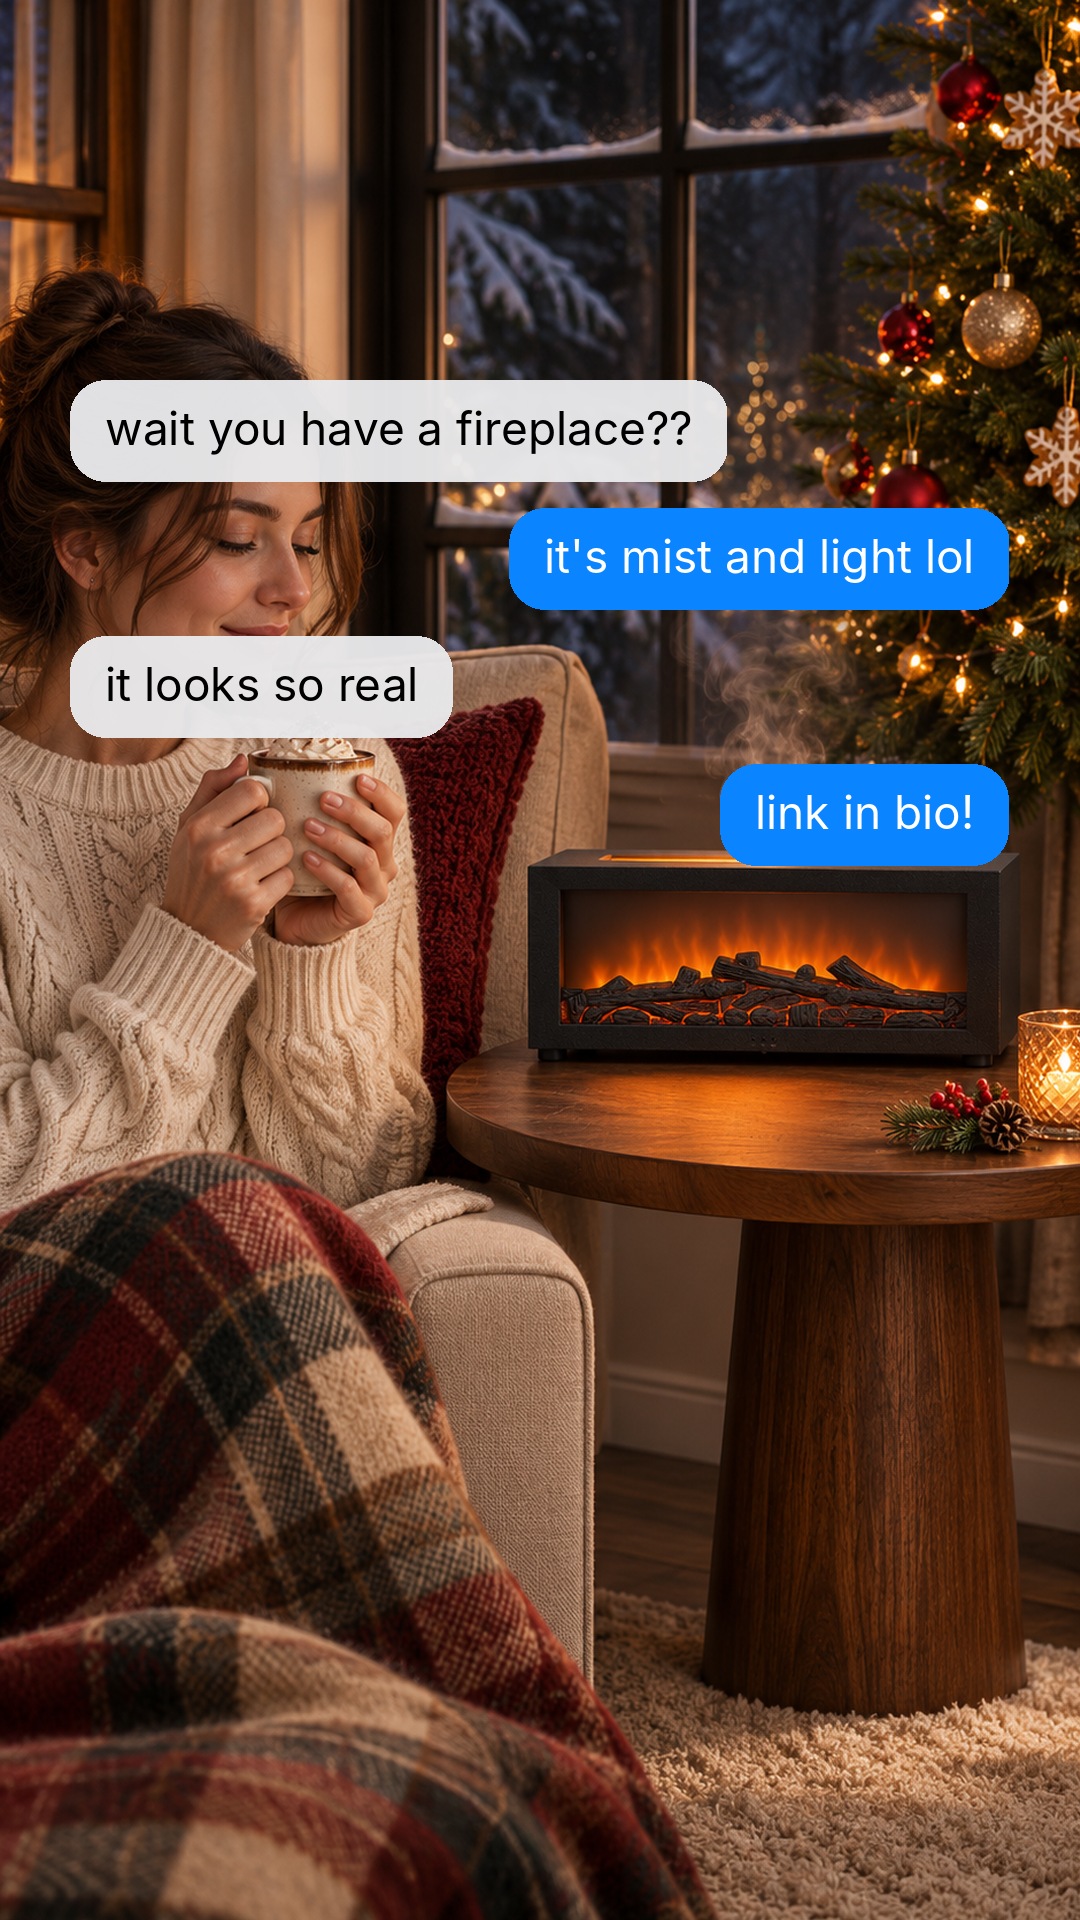 wait you have a fireplace??
it's mist and light lol
it looks so real
link in bio!